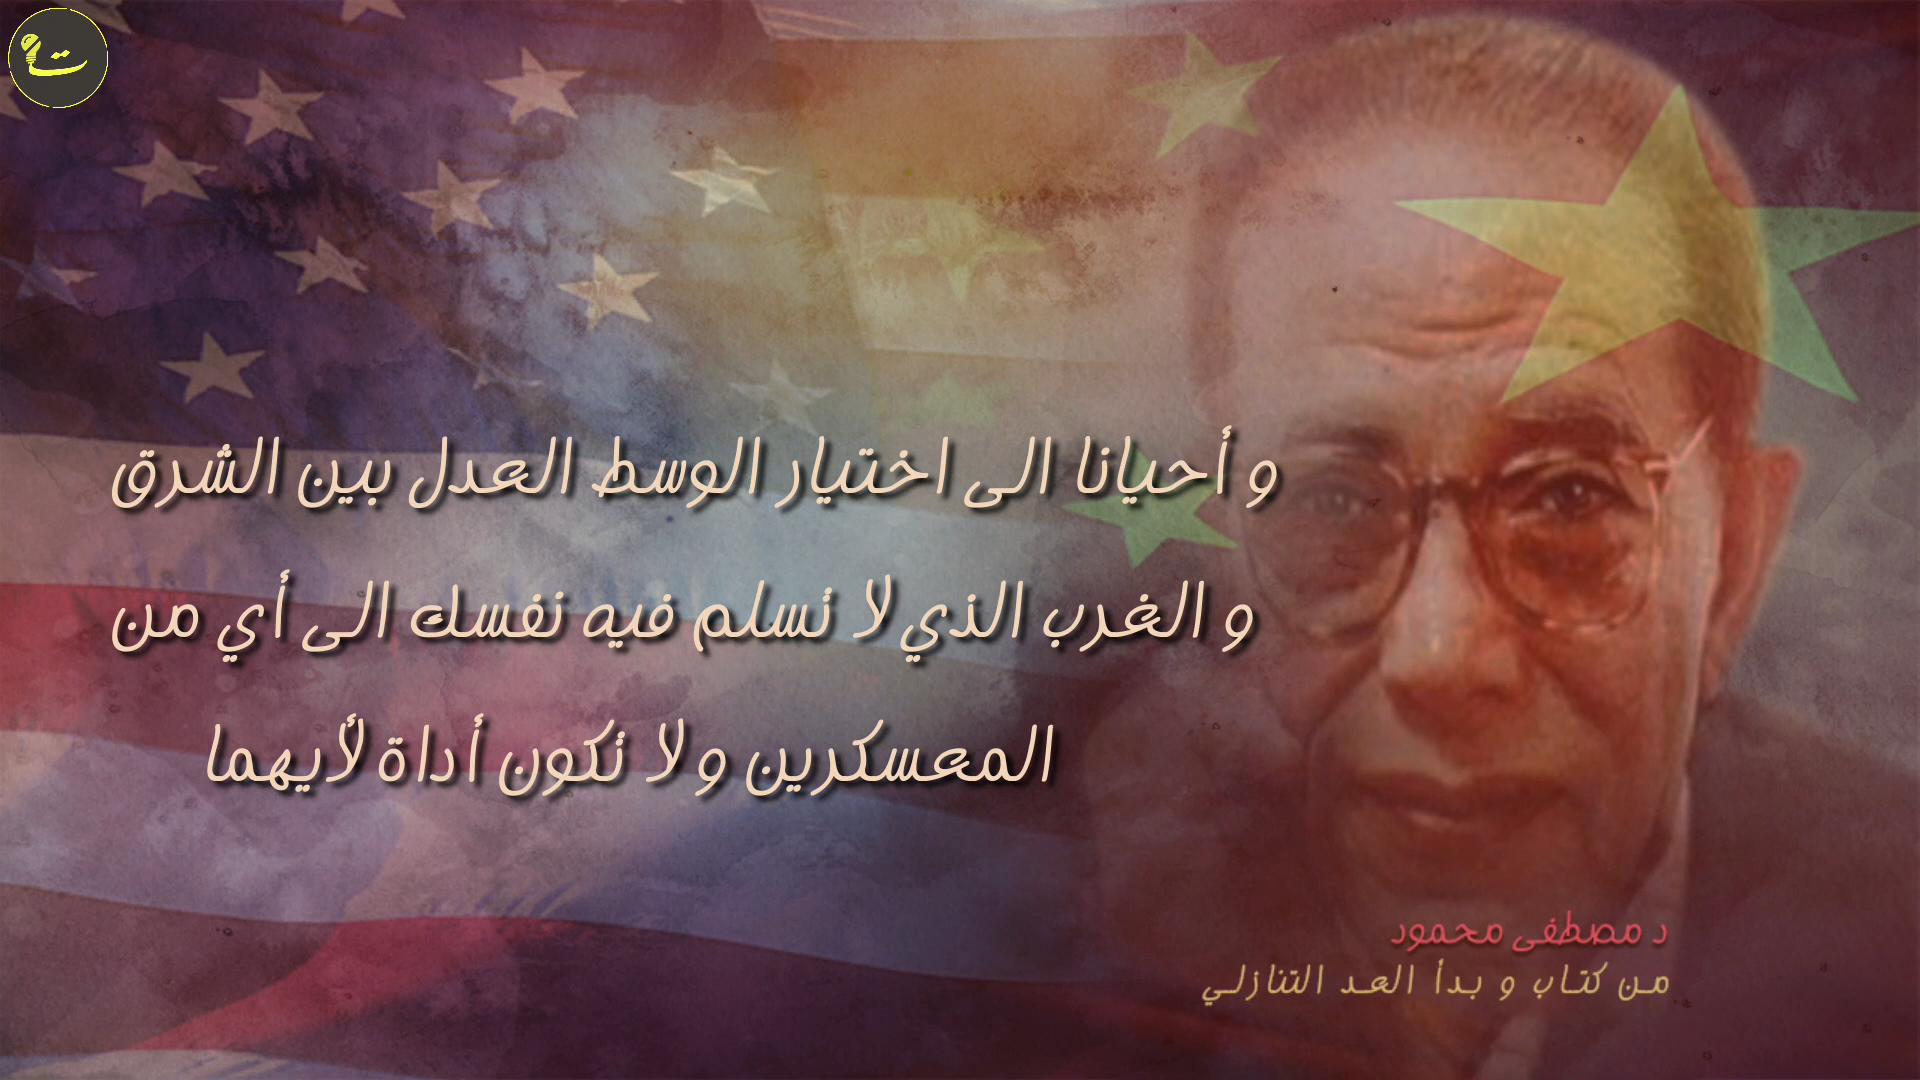 و أحيانا الى اختيار الوسط العدل بين الشرق
و الغرب الذي لا تسلم فيه نفسك الى أي من
المعسكرين و لا تكون أداة لأيهما
د مصطفى محمود
من كتاب و بدأ العد التنازلي